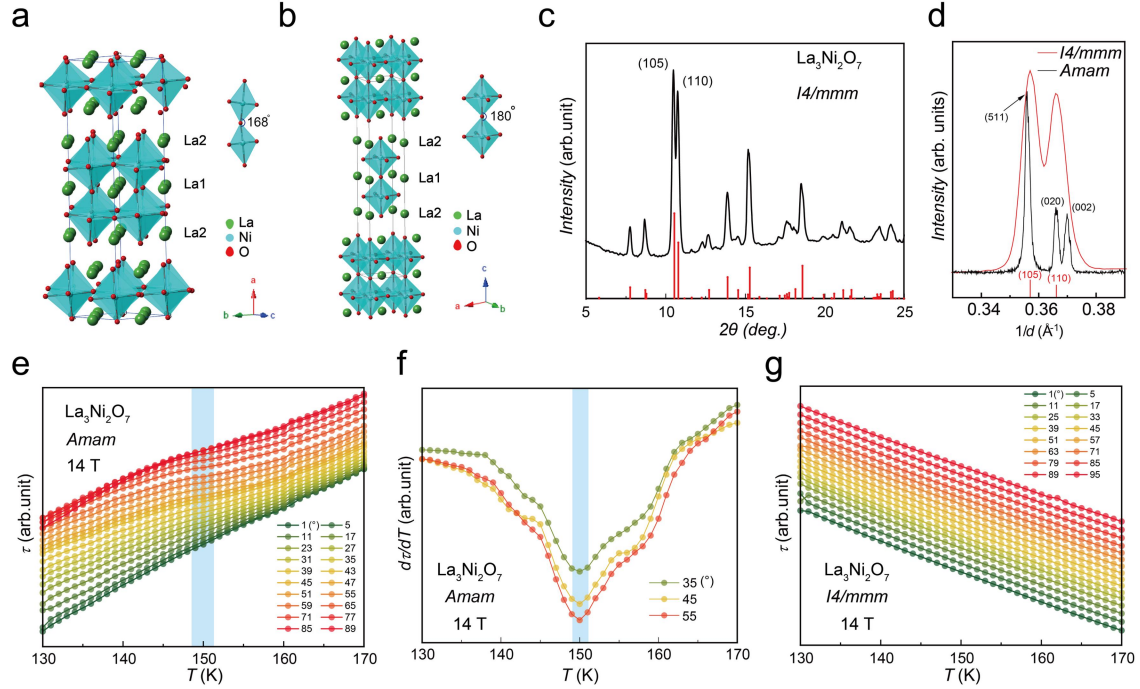 a
168°
La2
La1
La2
La
Ni
O
a
b
c
b
180°
La2
La1
La2
La
Ni
O
c
a
b
c
La₃Ni₂O₇
I4/mmm
(105)
(110)
Intensity (arb.unit)
5
10
15
20
25
2θ (deg.)
d
I4/mmm
Amam
(511)
(020)
(002)
(105)
(110)
Intensity (arb. units)
0.34
0.36
0.38
1/d (Å⁻¹)
e
La₃Ni₂O₇
Amam
14 T
τ (arb.unit)
1 (°) 5
11 17
23 27
31 35
39 43
45 47
51 55
59 65
71 77
85 89
130 140 150 160 170
T (K)
f
La₃Ni₂O₇
Amam
14 T
dτ/dT (arb.unit)
35 (°)
45
55
130 140 150 160 170
T (K)
g
1(°) 5
11 17
25 33
39 45
51 57
63 71
79 85
89 95
La₃Ni₂O₇
I4/mmm
14 T
τ (arb.unit)
130 140 150 160 170
T (K)